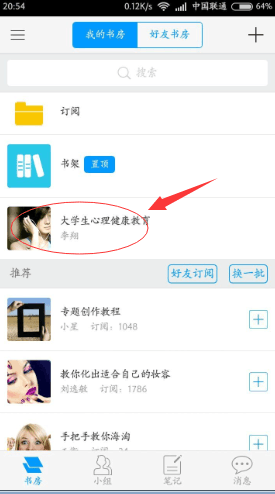 20:54 0.12K/s 中国联通 64%
我的书房 好友书房
搜索
订阅
书架 置顶
大学生心理健康教育
李翔
推荐 好友订阅 换一批
专题创作教程
小星 订阅:1048
教你化出适合自己的妆容
刘逸敏 订阅:1786
手把手教你海淘
书房 小组 笔记 消息